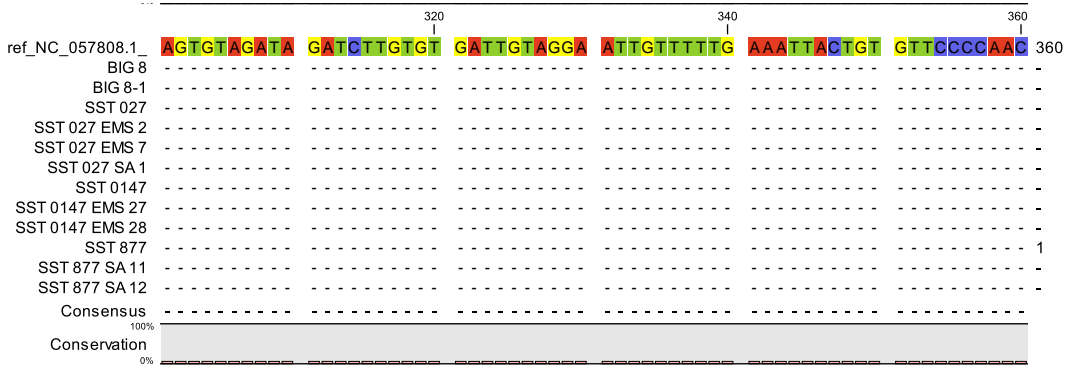 320 340 360
ref_NC_057808.1_ AGTGTAGATA GATCTTGTGT GATTGTAGGA ATTGTTTTTG AAATTACTGT GTTCCCCAAC 360
BIG 8 - - - - - - - - - - - - - - - - - - - - - - - - - - - - - - - - - - - - - - - - - - - - - - - - - - - - - - - - - - - - -
BIG 8-1 - - - - - - - - - - - - - - - - - - - - - - - - - - - - - - - - - - - - - - - - - - - - - - - - - - - - - - - - - - - - -
SST 027 - - - - - - - - - - - - - - - - - - - - - - - - - - - - - - - - - - - - - - - - - - - - - - - - - - - - - - - - - - - - -
SST 027 EMS 2 - - - - - - - - - - - - - - - - - - - - - - - - - - - - - - - - - - - - - - - - - - - - - - - - - - - - - - - - - - - - -
SST 027 EMS 7 - - - - - - - - - - - - - - - - - - - - - - - - - - - - - - - - - - - - - - - - - - - - - - - - - - - - - - - - - - - - -
SST 027 SA 1 - - - - - - - - - - - - - - - - - - - - - - - - - - - - - - - - - - - - - - - - - - - - - - - - - - - - - - - - - - - - -
SST 0147 - - - - - - - - - - - - - - - - - - - - - - - - - - - - - - - - - - - - - - - - - - - - - - - - - - - - - - - - - - - - -
SST 0147 EMS 27 - - - - - - - - - - - - - - - - - - - - - - - - - - - - - - - - - - - - - - - - - - - - - - - - - - - - - - - - - - - - -
SST 0147 EMS 28 - - - - - - - - - - - - - - - - - - - - - - - - - - - - - - - - - - - - - - - - - - - - - - - - - - - - - - - - - - - - -
SST 877 - - - - - - - - - - - - - - - - - - - - - - - - - - - - - - - - - - - - - - - - - - - - - - - - - - - - - - - - - - - - 1
SST 877 SA 11 - - - - - - - - - - - - - - - - - - - - - - - - - - - - - - - - - - - - - - - - - - - - - - - - - - - - - - - - - - - - -
SST 877 SA 12 - - - - - - - - - - - - - - - - - - - - - - - - - - - - - - - - - - - - - - - - - - - - - - - - - - - - - - - - - - - - -
Consensus - - - - - - - - - - - - - - - - - - - - - - - - - - - - - - - - - - - - - - - - - - - - - - - - - - - - - - - - - - - -
100%
Conservation
0%